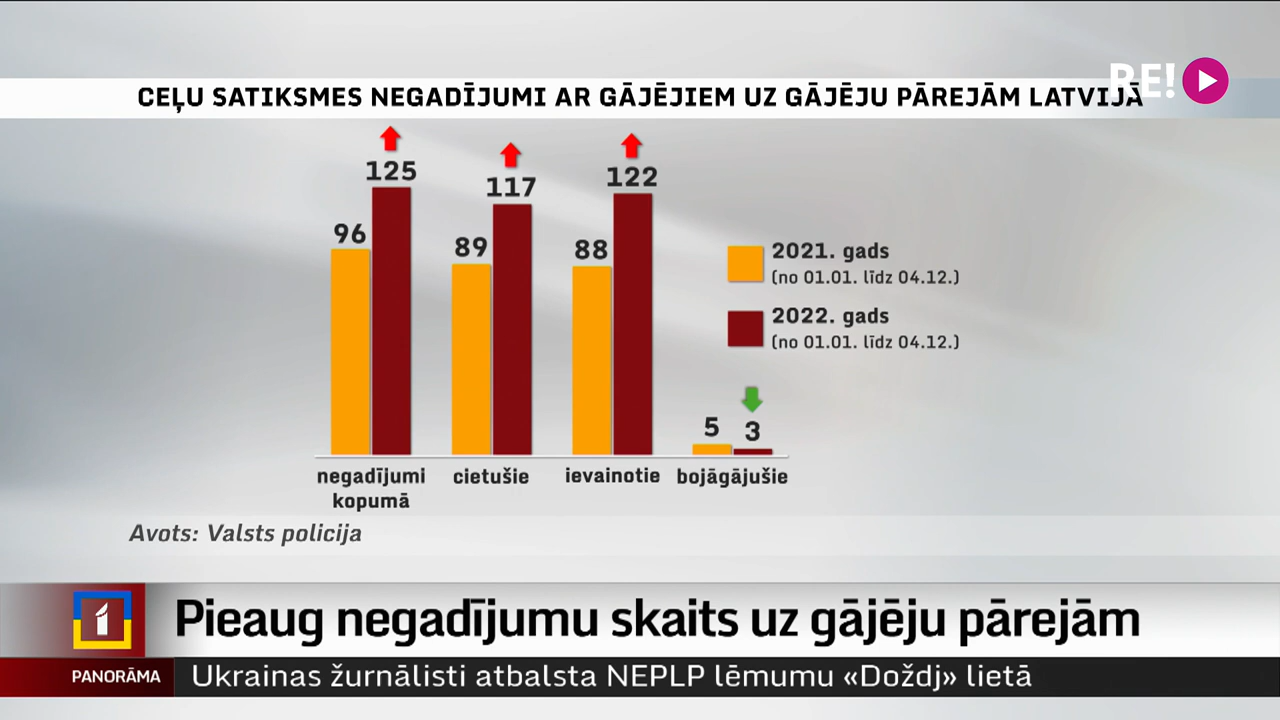 RE!
CEĻU SATIKSMES NEGADĪJUMI AR GĀJĒJIEM UZ GĀJĒJU PĀREJĀM LATVIJĀ
96 125 89 117 88 122 5 3
2021. gads
(no 01.01. līdz 04.12.)
2022. gads
(no 01.01. līdz 04.12.)
negadījumi kopumā
cietušie
ievainotie
bojāgājušie
Avots: Valsts policija
1
Pieaug negadījumu skaits uz gājēju pārejām
PANORĀMA
Ukrainas žurnālisti atbalsta NEPLP lēmumu «Doždj» lietā